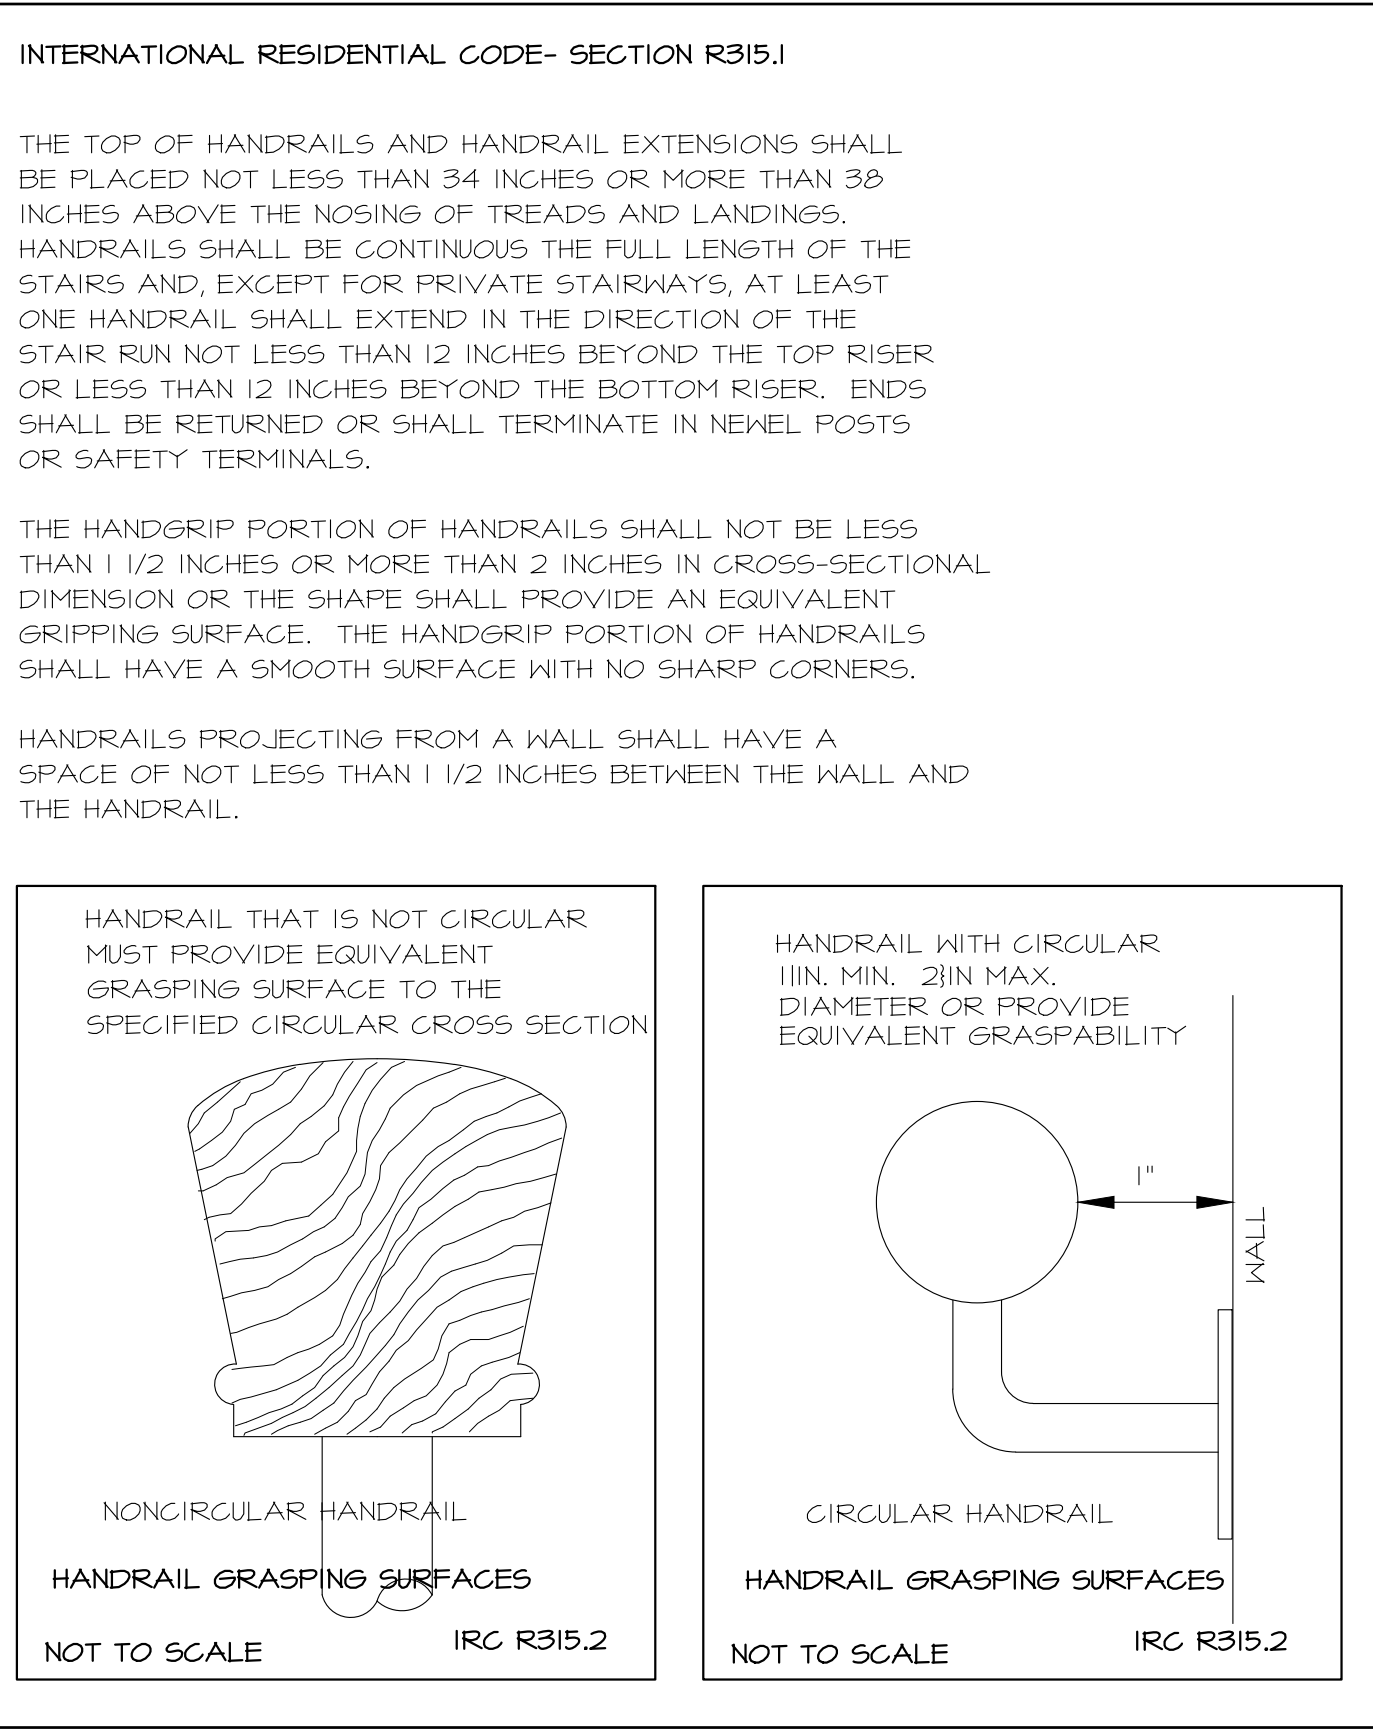 INTERNATIONAL RESIDENTIAL CODE- SECTION R315.1
THE TOP OF HANDRAILS AND HANDRAIL EXTENSIONS SHALL
BE PLACED NOT LESS THAN 34 INCHES OR MORE THAN 38
INCHES ABOVE THE NOSING OF TREADS AND LANDINGS.
HANDRAILS SHALL BE CONTINUOUS THE FULL LENGTH OF THE
STAIRS AND, EXCEPT FOR PRIVATE STAIRWAYS, AT LEAST
ONE HANDRAIL SHALL EXTEND IN THE DIRECTION OF THE
STAIR RUN NOT LESS THAN 12 INCHES BEYOND THE TOP RISER
OR LESS THAN 12 INCHES BEYOND THE BOTTOM RISER. ENDS
SHALL BE RETURNED OR SHALL TERMINATE IN NEWEL POSTS
OR SAFETY TERMINALS.
THE HANDGRIP PORTION OF HANDRAILS SHALL NOT BE LESS
THAN 1 1/2 INCHES OR MORE THAN 2 INCHES IN CROSS-SECTIONAL
DIMENSION OR THE SHAPE SHALL PROVIDE AN EQUIVALENT
GRIPPING SURFACE. THE HANDGRIP PORTION OF HANDRAILS
SHALL HAVE A SMOOTH SURFACE WITH NO SHARP CORNERS.
HANDRAILS PROJECTING FROM A WALL SHALL HAVE A
SPACE OF NOT LESS THAN 1 1/2 INCHES BETWEEN THE WALL AND
THE HANDRAIL.
HANDRAIL THAT IS NOT CIRCULAR
MUST PROVIDE EQUIVALENT
GRASPING SURFACE TO THE
SPECIFIED CIRCULAR CROSS SECTION
NONCIRCULAR HANDRAIL
HANDRAIL GRASPING SURFACES
IRC R315.2
NOT TO SCALE
HANDRAIL WITH CIRCULAR
1|IN. MIN. 2}IN MAX.
DIAMETER OR PROVIDE
EQUIVALENT GRASPABILITY
1"
WALL
CIRCULAR HANDRAIL
HANDRAIL GRASPING SURFACES
IRC R315.2
NOT TO SCALE